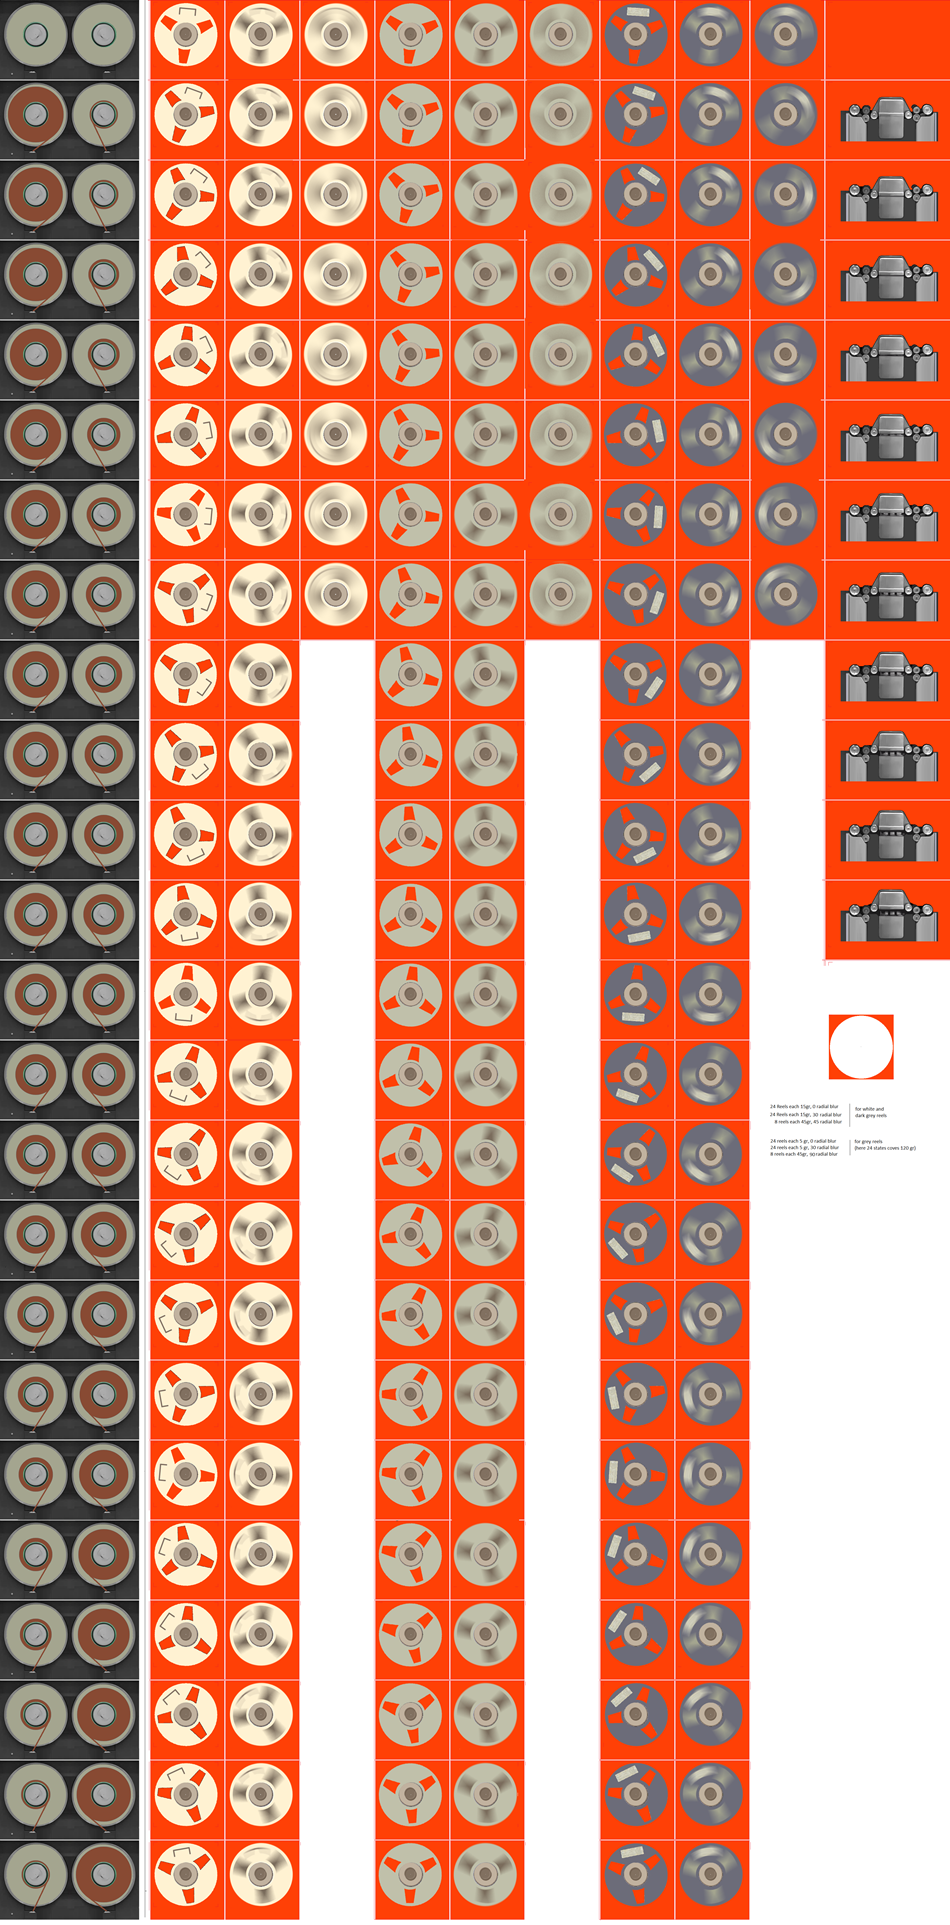 24 Reels each 15gr, 0 radial blur
24 Reels each 15gr, 30 radial blur
8 reels each 45gr, 45 radial blur
for white and
dark grey reels
24 reels each 5 gr, 0 radial blur
24 reels each 5 gr, 30 radial blur
8 reels each 45gr, 90 radial blur
for grey reels
(here 24 states coves 120 gr)